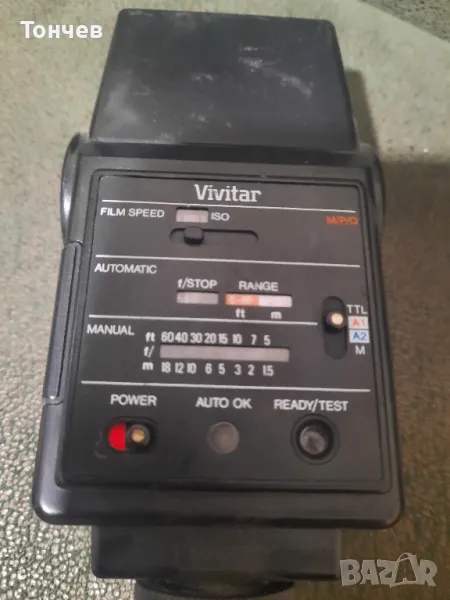 Тончев
Vivitar
FILM SPEED ISO M/P/O
AUTOMATIC
f/STOP RANGE
ft m
TTL
A1
A2
M
MANUAL ft 60 40 30 20 15 10 7 5
f/
m 18 12 10 6 5 3 2 1.5
POWER AUTO OK READY/TEST
BAZAR